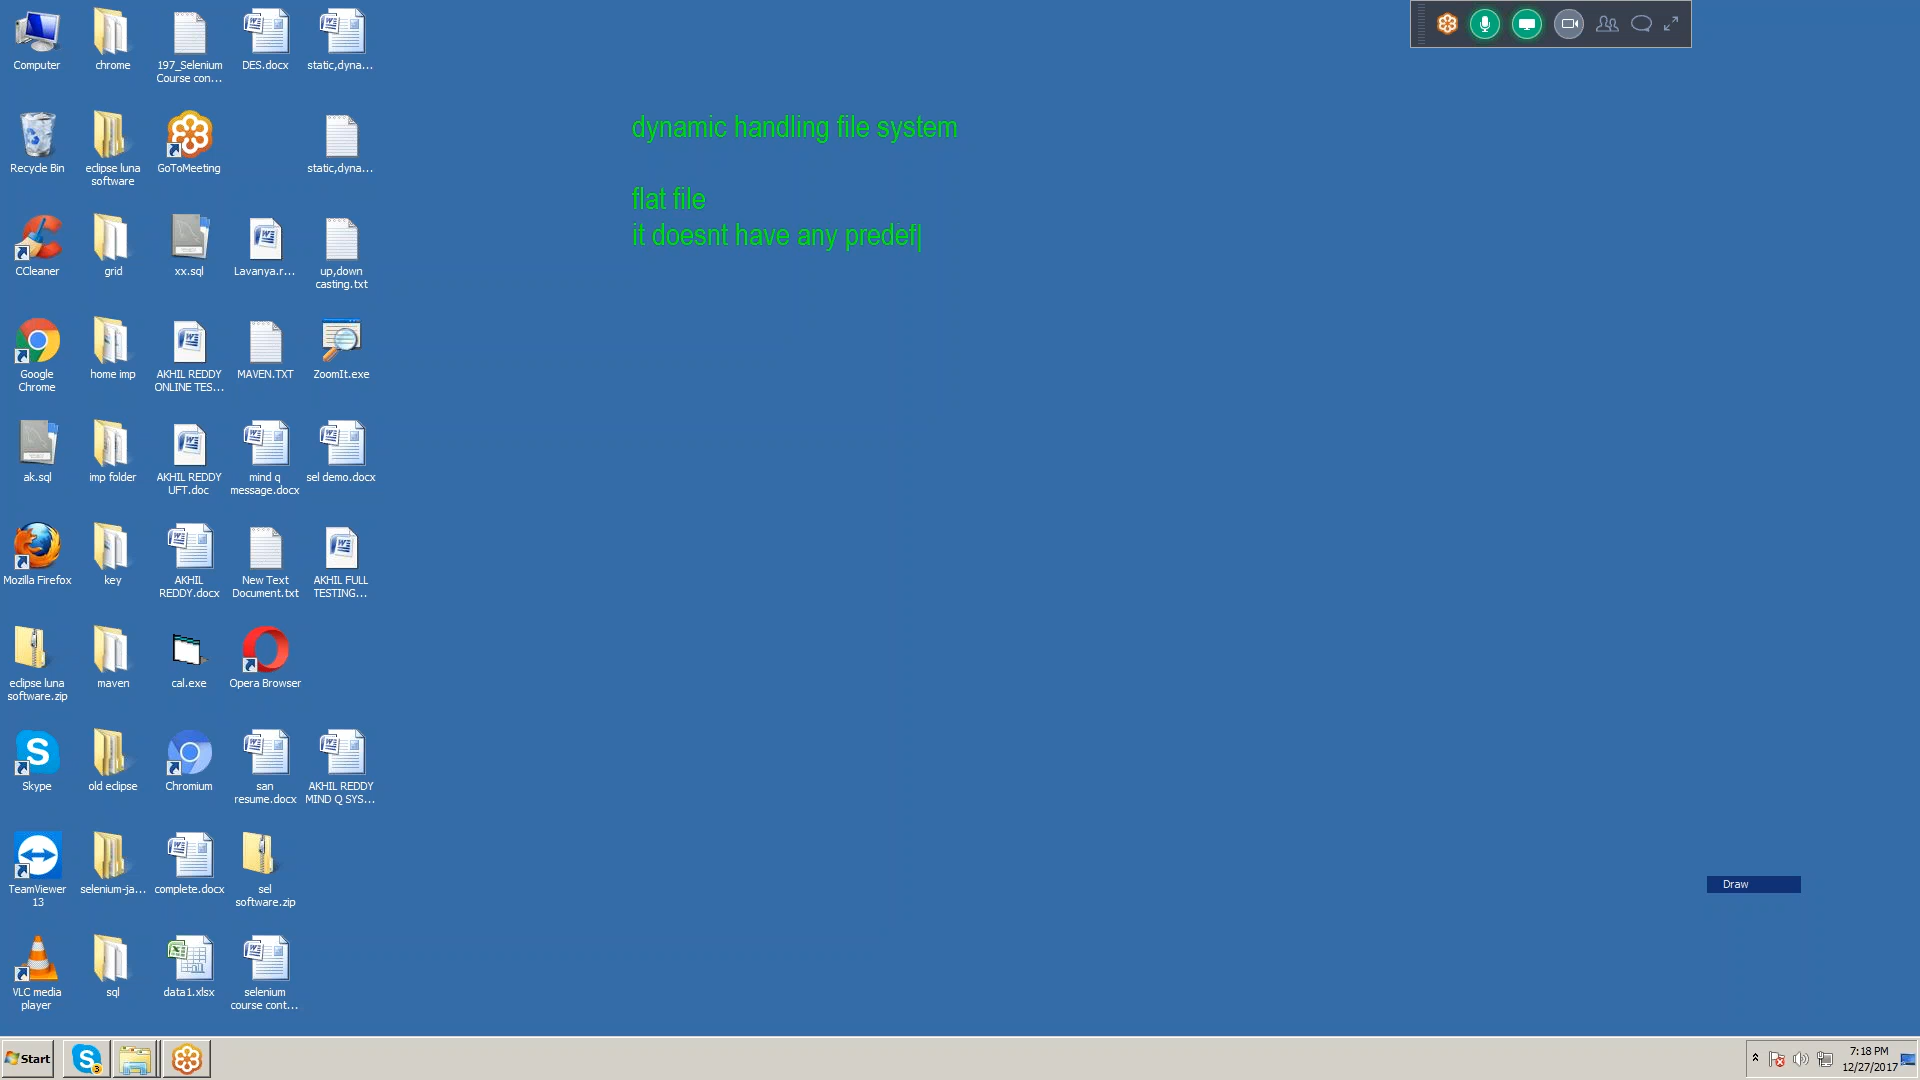 Computer
chrome
197_Selenium
Course con...
DES.docx
static,dyna...
Recycle Bin
eclipse luna
software
GoToMeeting
static,dyna...
CCleaner
grid
xx.sql
Lavanya.r...
up,down
casting.txt
Google
Chrome
home imp
AKHIL REDDY
ONLINE TES...
MAVEN.TXT
ZoomIt.exe
ak.sql
imp folder
AKHIL REDDY
UFT.doc
mind q
message.docx
sel demo.docx
Mozilla Firefox
key
AKHIL
REDDY.docx
New Text
Document.txt
AKHIL FULL
TESTING...
eclipse luna
software.zip
maven
cal.exe
Opera Browser
Skype
old eclipse
Chromium
san
resume.docx
AKHIL REDDY
MIND Q SYS...
TeamViewer
13
selenium-ja...
complete.docx
sel
software.zip
VLC media
player
sql
data1.xlsx
selenium
course cont...
dynamic handling file system
flat file
it doesnt have any predef
Draw
Start
3
7:18 PM
12/27/2017